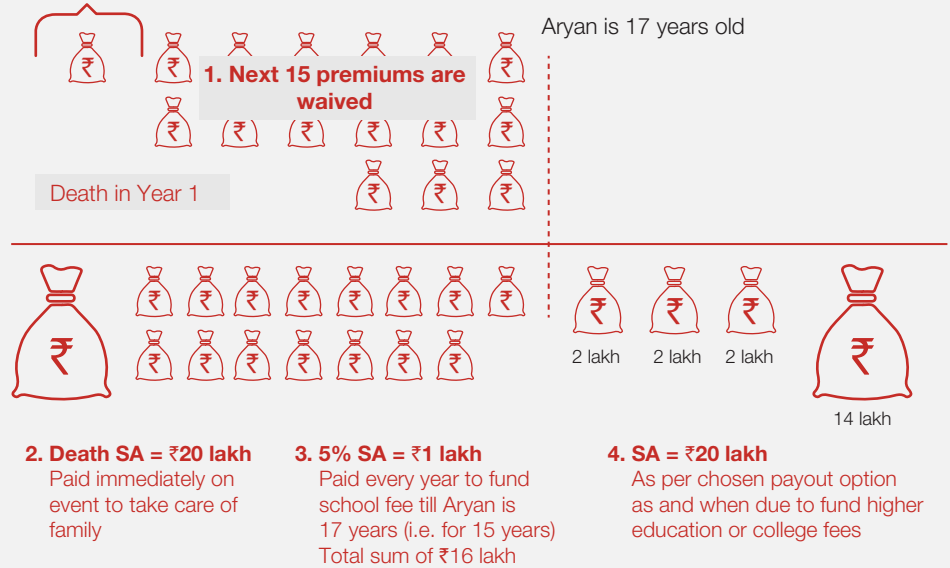 Aryan is 17 years old
₹ ₹ ₹
1. Next 15 premiums are
waived
₹ ₹ ₹ ₹ ₹ ₹
₹ ₹ ₹
Death in Year 1
₹
₹ ₹ ₹ ₹ ₹ ₹ ₹ ₹
₹ ₹ ₹ ₹ ₹ ₹ ₹
₹ ₹ ₹
2 lakh 2 lakh 2 lakh
₹
14 lakh
2. Death SA = ₹20 lakh
Paid immediately on
event to take care of
family
3. 5% SA = ₹1 lakh
Paid every year to fund
school fee till Aryan is
17 years (i.e. for 15 years)
Total sum of ₹16 lakh
4. SA = ₹20 lakh
As per chosen payout option
as and when due to fund higher
education or college fees